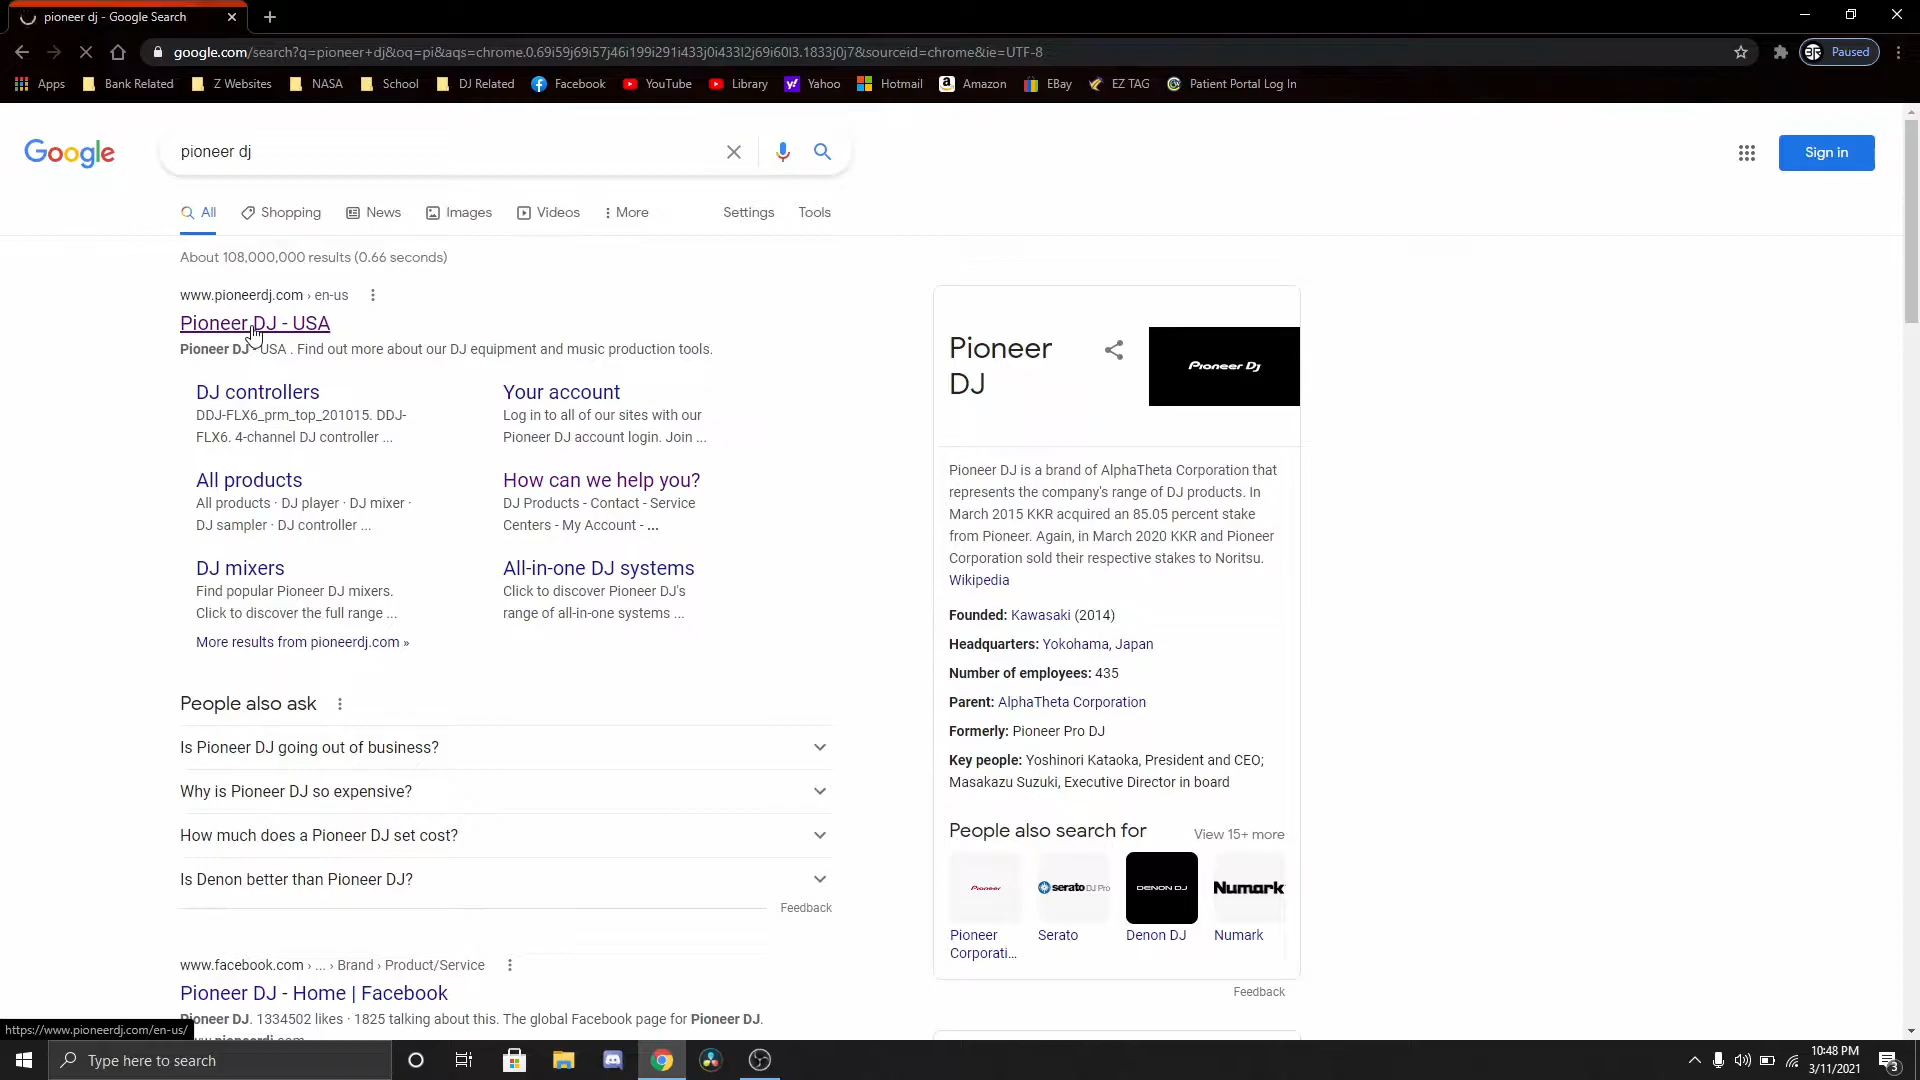 pioneer dj - Google Search
google.com/search?q=pioneer+dj&oq=pi&aqs=chrome.0.69i59j69i57j46i199i291i433j0i433l2j69i60l3.1833j0j7&sourceid=chrome&ie=UTF-8
Paused
Apps Bank Related Z Websites NASA School DJ Related Facebook YouTube Library Yahoo Hotmail Amazon EBay EZ TAG Patient Portal Log In
Google
pioneer dj
Sign in
All Shopping News Images Videos More Settings Tools
About 108,000,000 results (0.66 seconds)
www.pioneerdj.com › en-us
Pioneer DJ - USA
Pioneer DJ - USA . Find out more about our DJ equipment and music production tools.
DJ controllers
DDJ-FLX6_prm_top_201015. DDJ-
FLX6. 4-channel DJ controller ...
Your account
Log in to all of our sites with our
Pioneer DJ account login. Join ...
All products
All products · DJ player · DJ mixer ·
DJ sampler · DJ controller ...
How can we help you?
DJ Products - Contact - Service
Centers - My Account - ...
DJ mixers
Find popular Pioneer DJ mixers.
Click to discover the full range ...
All-in-one DJ systems
Click to discover Pioneer DJ's
range of all-in-one systems ...
More results from pioneerdj.com »
People also ask
Is Pioneer DJ going out of business?
Why is Pioneer DJ so expensive?
How much does a Pioneer DJ set cost?
Is Denon better than Pioneer DJ?
Feedback
www.facebook.com › ... › Brand › Product/Service
Pioneer DJ - Home | Facebook
Pioneer DJ. 1334502 likes · 1825 talking about this. The global Facebook page for Pioneer DJ.
Pioneer
DJ
Pioneer Dj
Pioneer DJ is a brand of AlphaTheta Corporation that
represents the company's range of DJ products. In
March 2015 KKR acquired an 85.05 percent stake
from Pioneer. Again, in March 2020 KKR and Pioneer
Corporation sold their respective stakes to Noritsu.
Wikipedia
Founded: Kawasaki (2014)
Headquarters: Yokohama, Japan
Number of employees: 435
Parent: AlphaTheta Corporation
Formerly: Pioneer Pro DJ
Key people: Yoshinori Kataoka, President and CEO;
Masakazu Suzuki, Executive Director in board
People also search for
View 15+ more
Pioneer
serato DJ Pro
DENON DJ
Numark
Pioneer
Corporati...
Serato
Denon DJ
Numark
Feedback
https://www.pioneerdj.com/en-us/
Type here to search
10:48 PM
3/11/2021
3